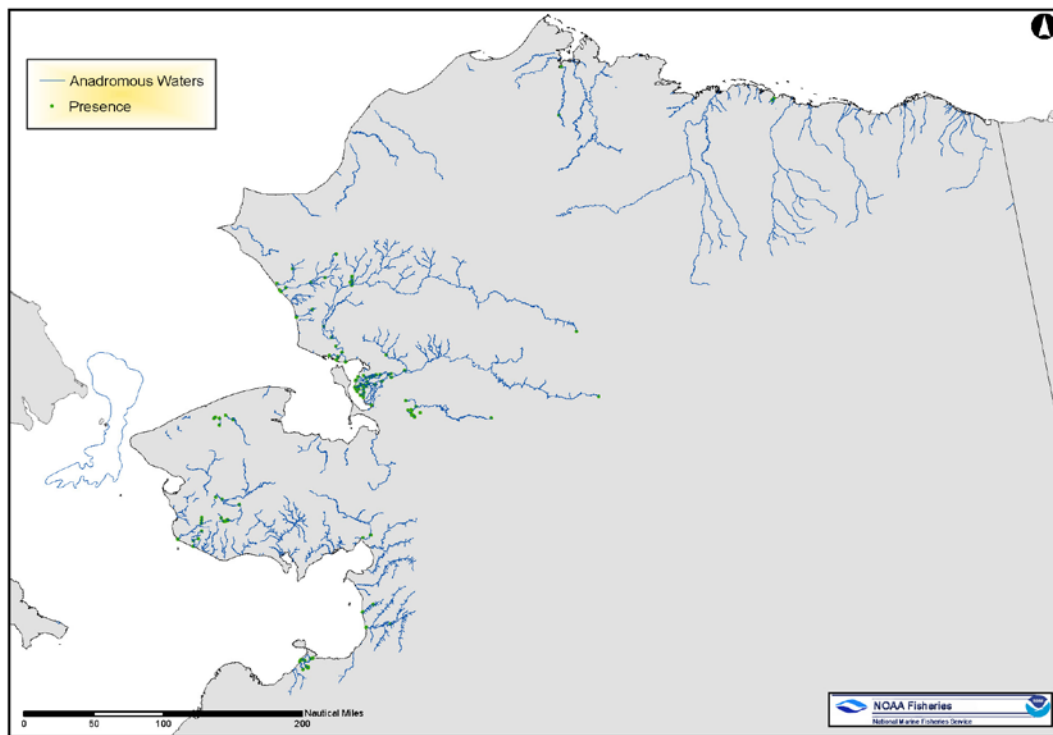 Anadromous Waters
Presence
0 50 100 200 Nautical Miles
NOAA Fisheries
National Marine Fisheries Service